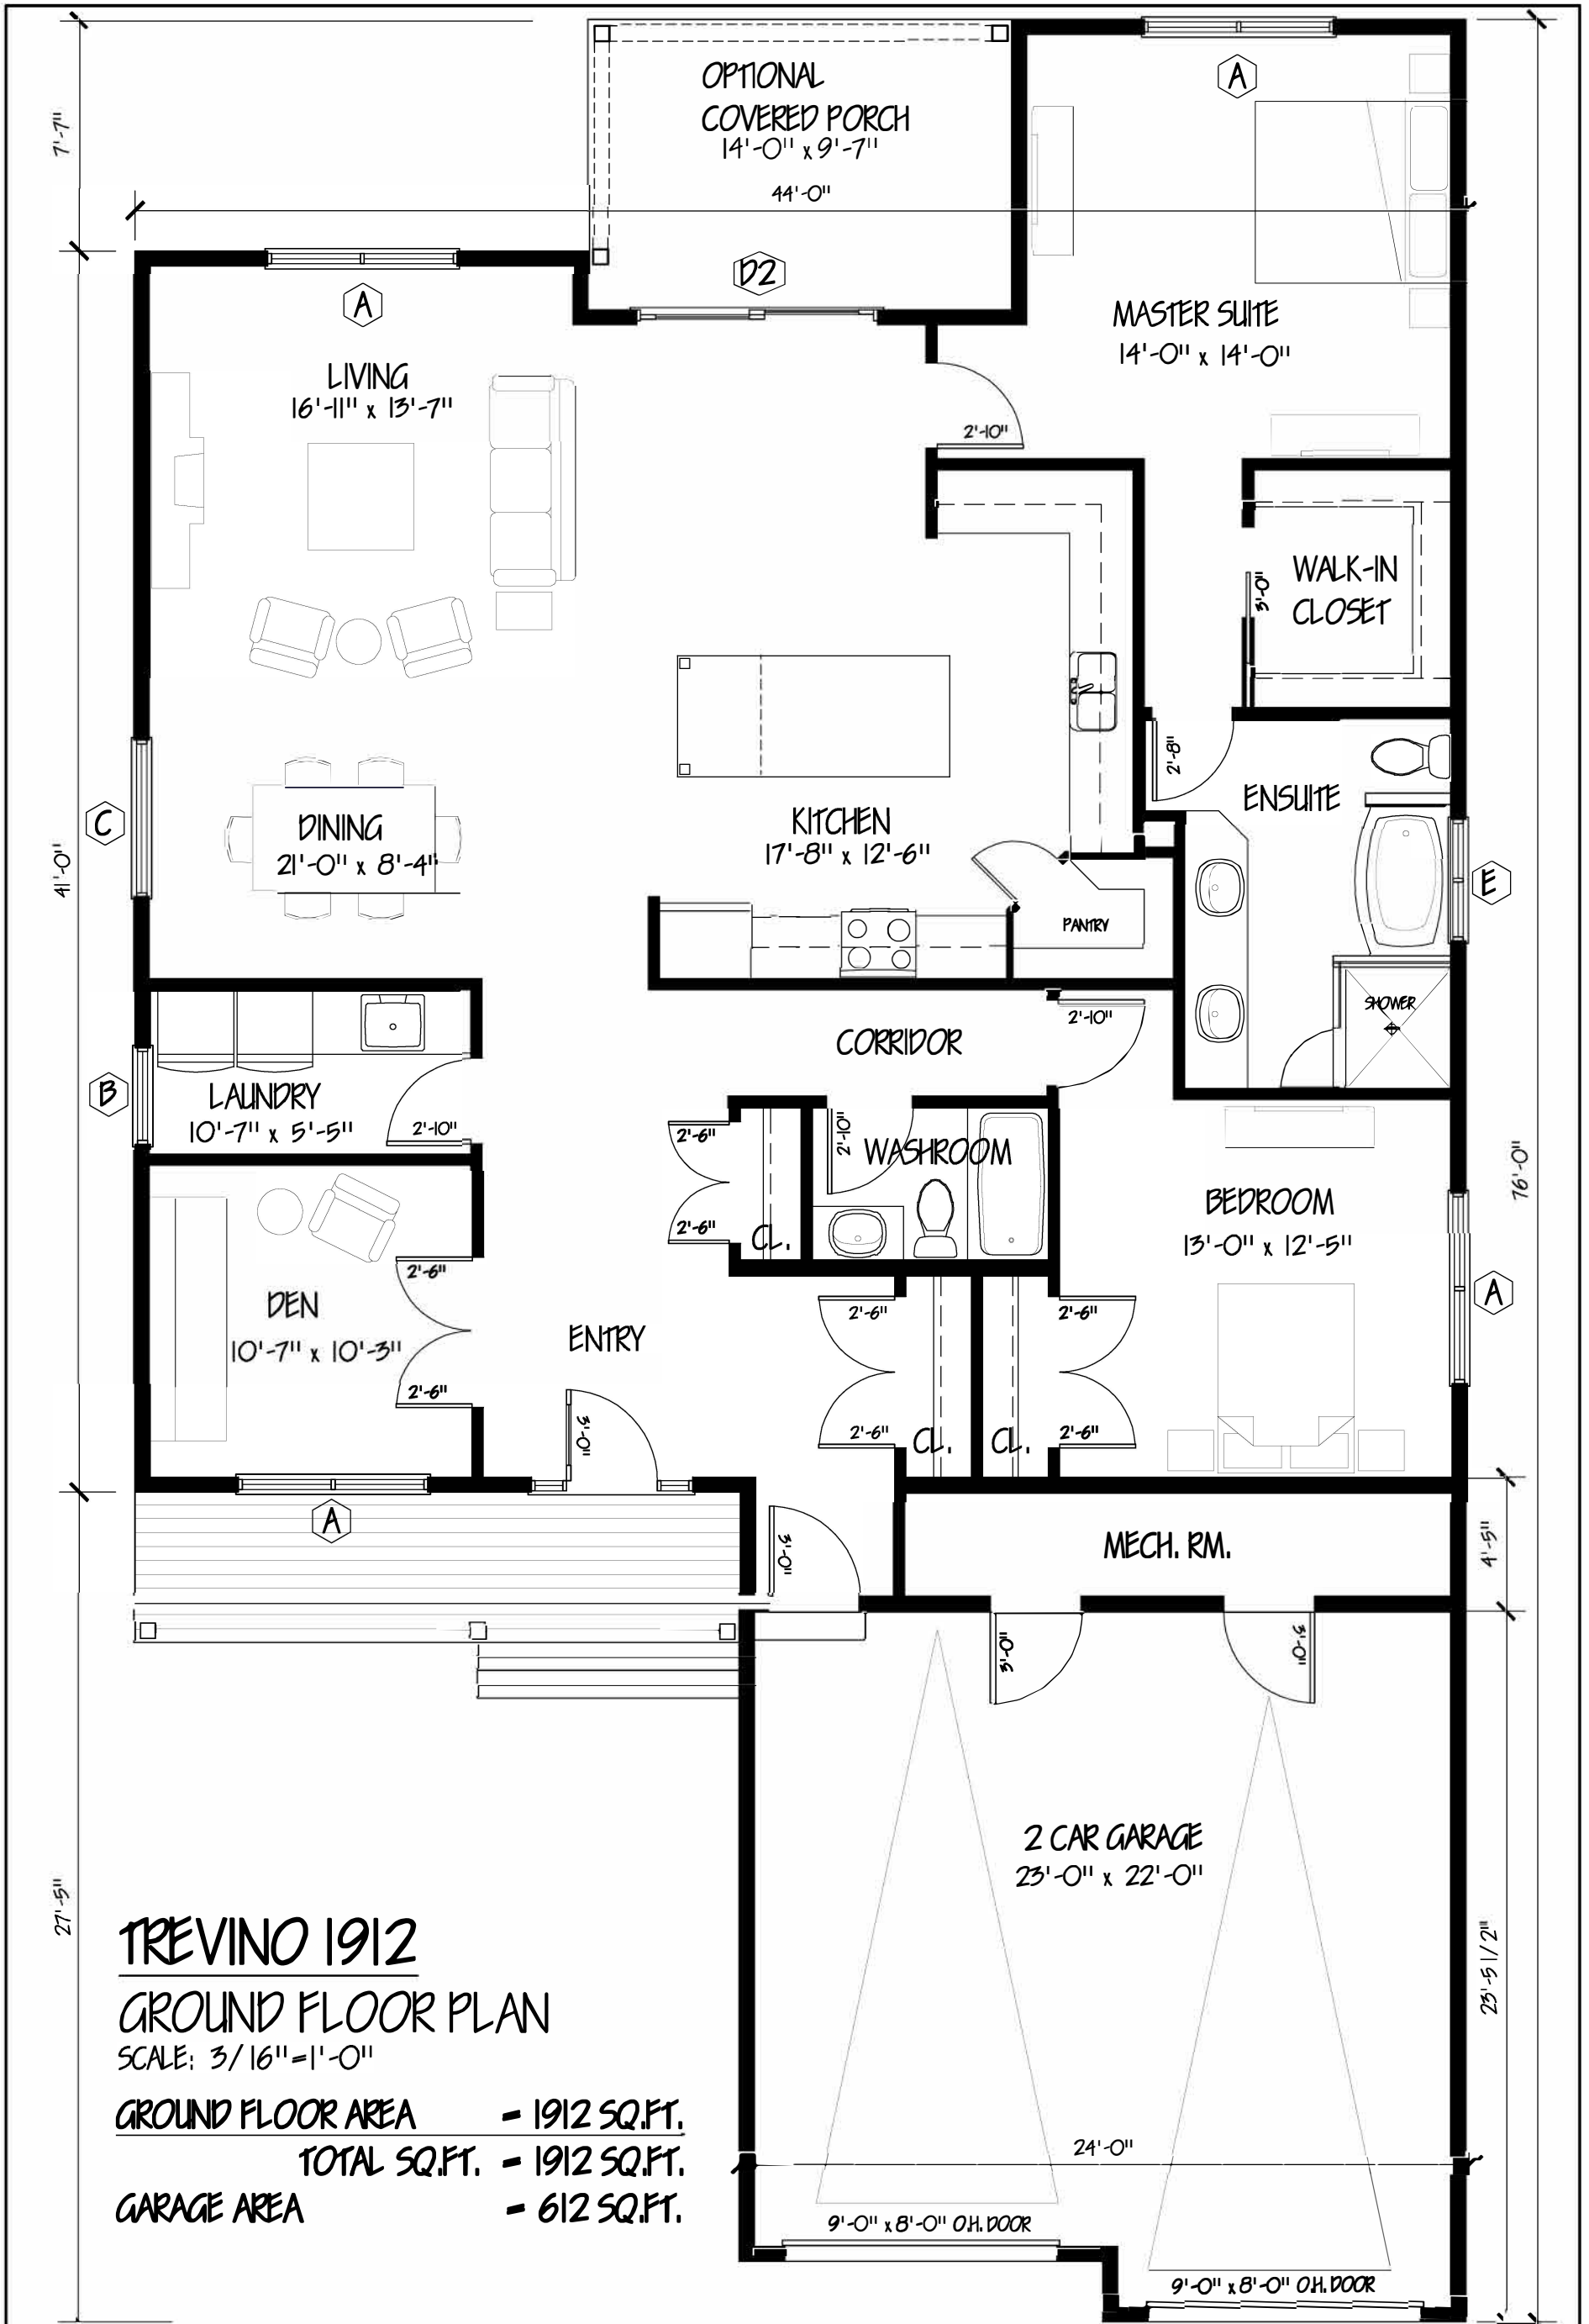 OPTIONAL
COVERED PORCH
14'-0" x 9'-7"
44'-0"
7'-7"
A
D2
A
MASTER SUITE
14'-0" x 14'-0"
LIVING
16'-11" x 13'-7"
2'-10"
WALK-IN
CLOSET
3'-0"
2'-8"
ENSUITE
C
DINING
21'-0" x 8'-4"
KITCHEN
17'-8" x 12'-6"
41'-0"
E
PANTRY
SHOWER
2'-10"
CORRIDOR
B
LAUNDRY
10'-7" x 5'-5"
2'-10"
2'-6"
2'-6"
CL.
2'-10"
WASHROOM
BEDROOM
13'-0" x 12'-5"
76'-0"
A
DEN
10'-7" x 10'-3"
2'-6"
2'-6"
ENTRY
3'-0"
2'-6"
2'-6"
CL.
CL.
2'-6"
2'-6"
A
3'-0"
MECH. RM.
4'-5"
3'-0"
3'-0"
2 CAR GARAGE
23'-0" x 22'-0"
27'-5"
23'-5 1/2"
TREVINO 1912
GROUND FLOOR PLAN
SCALE: 3/16"=1'-0"
GROUND FLOOR AREA - 1912 SQ.FT.
TOTAL SQ.FT. - 1912 SQ.FT.
GARAGE AREA - 612 SQ.FT.
24'-0"
9'-0" x 8'-0" O.H. DOOR
9'-0" x 8'-0" O.H. DOOR